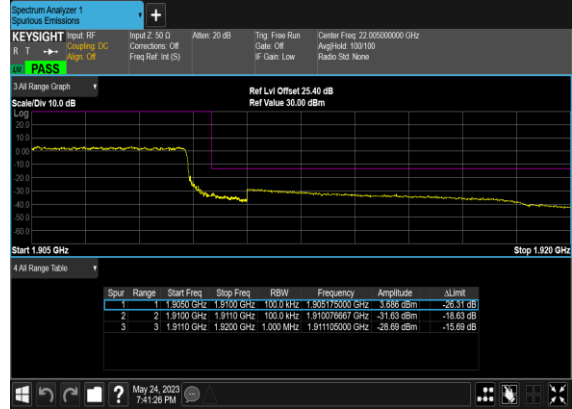 Spectrum Analyzer 1
Spurious Emissions
+
KEYSIGHT Input: RF Input Z: 50 Ω Atten: 20 dB Trig: Free Run Center Freq: 22.005000000 GHz
R T Coupling: DC Corrections: Off Gate: Off Avg|Hold: 100/100
Align: Off Freq Ref: Int (S) IF Gain: Low Radio Std: None
PASS
3.All Range Graph
Ref Lvl Offset 25.40 dB
Scale/Div 10.0 dB Ref Value 30.00 dBm
Log
20.0
10.0
0.00
-10.0
-20.0
-30.0
-40.0
-50.0
-60.0
Start 1.905 GHz Stop 1.920 GHz
4.All Range Table
Spur Range Start Freq Stop Freq RBW Frequency Amplitude ΔLimit
1 1 1.9050 GHz 1.9100 GHz 100.0 kHz 1.905175000 GHz 3.686 dBm -26.31 dB
2 2 1.9100 GHz 1.9110 GHz 100.0 kHz 1.910076667 GHz -31.63 dBm -18.63 dB
3 3 1.9110 GHz 1.9200 GHz 1.000 MHz 1.911105000 GHz -28.69 dBm -15.69 dB
?
May 24, 2023
7:41:26 PM